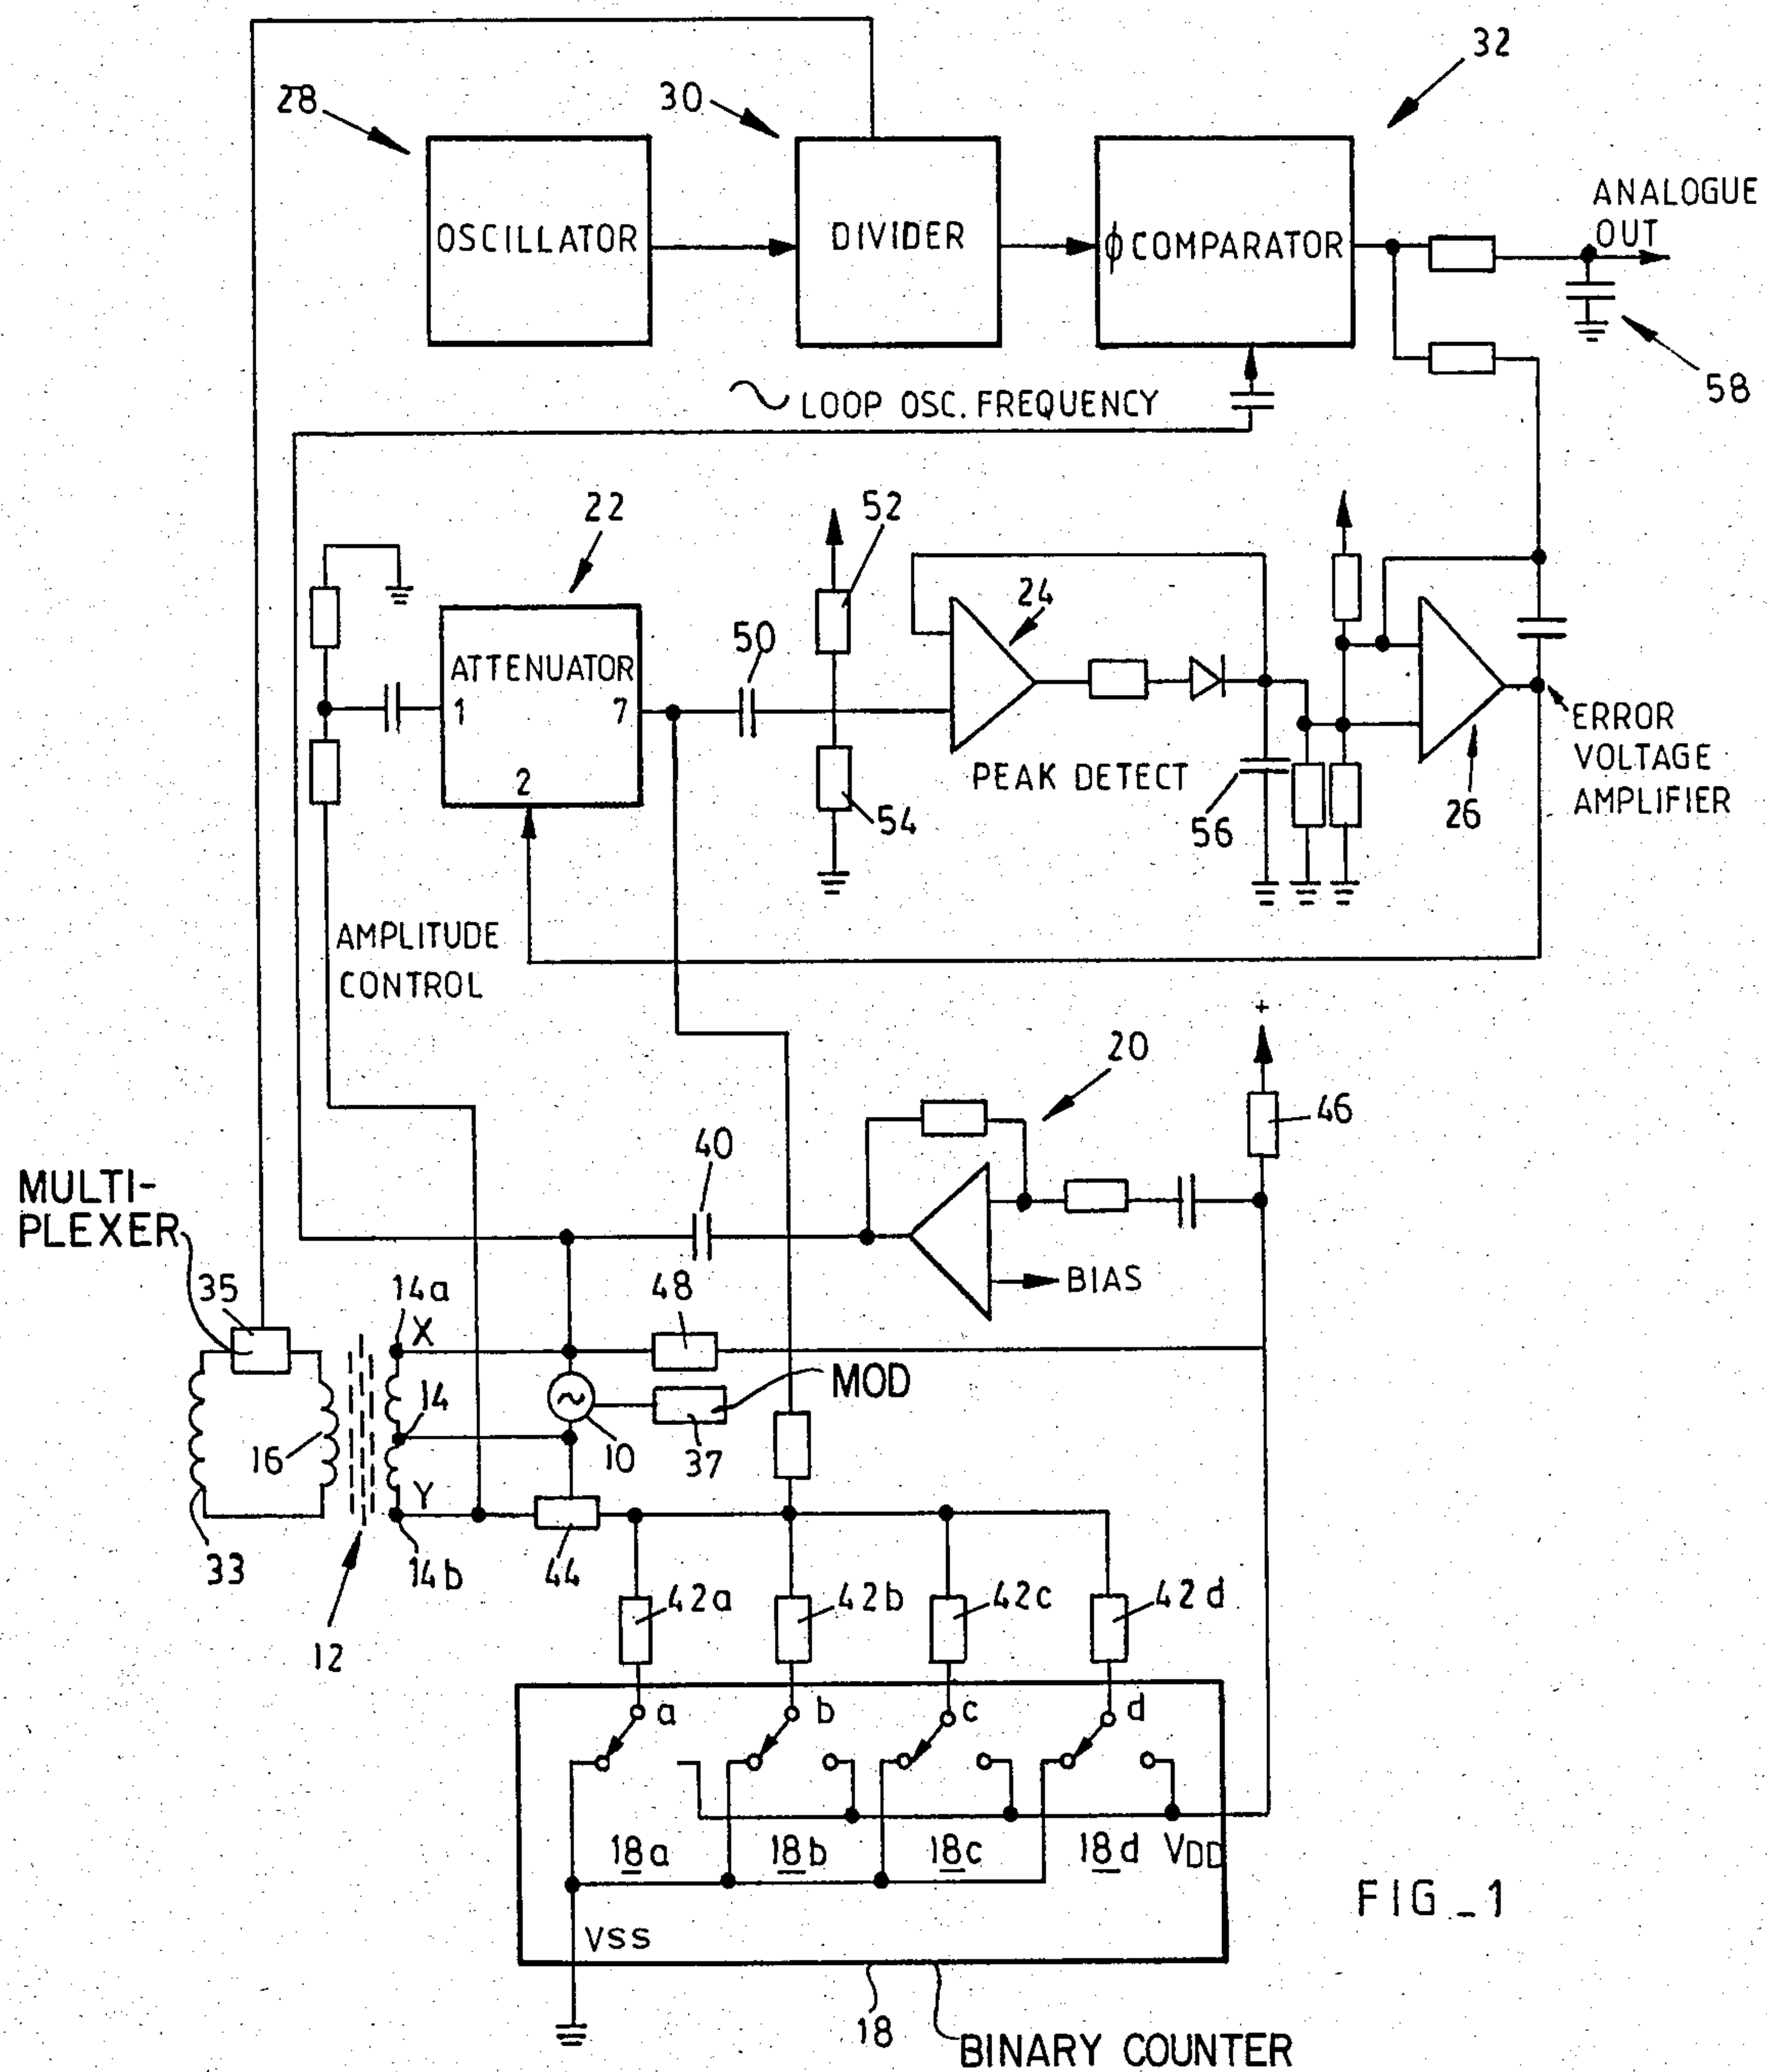 32
28
30
OSCILLATOR
DIVIDER
ϕ COMPARATOR
ANALOGUE
OUT
58
LOOP OSC. FREQUENCY
22
52
24
50
ATTENUATOR
1
7
2
54
PEAK DETECT
56
26
ERROR
VOLTAGE
AMPLIFIER
AMPLITUDE
CONTROL
+
20
46
40
MULTI-
PLEXER
35
14a
X
48
BIAS
MOD
14
16
10
37
Y
33
14b
44
12
42a
42b
42c
42d
a
b
c
d
18a
18b
18c
18d
VDD
VSS
FIG_1
18
BINARY COUNTER